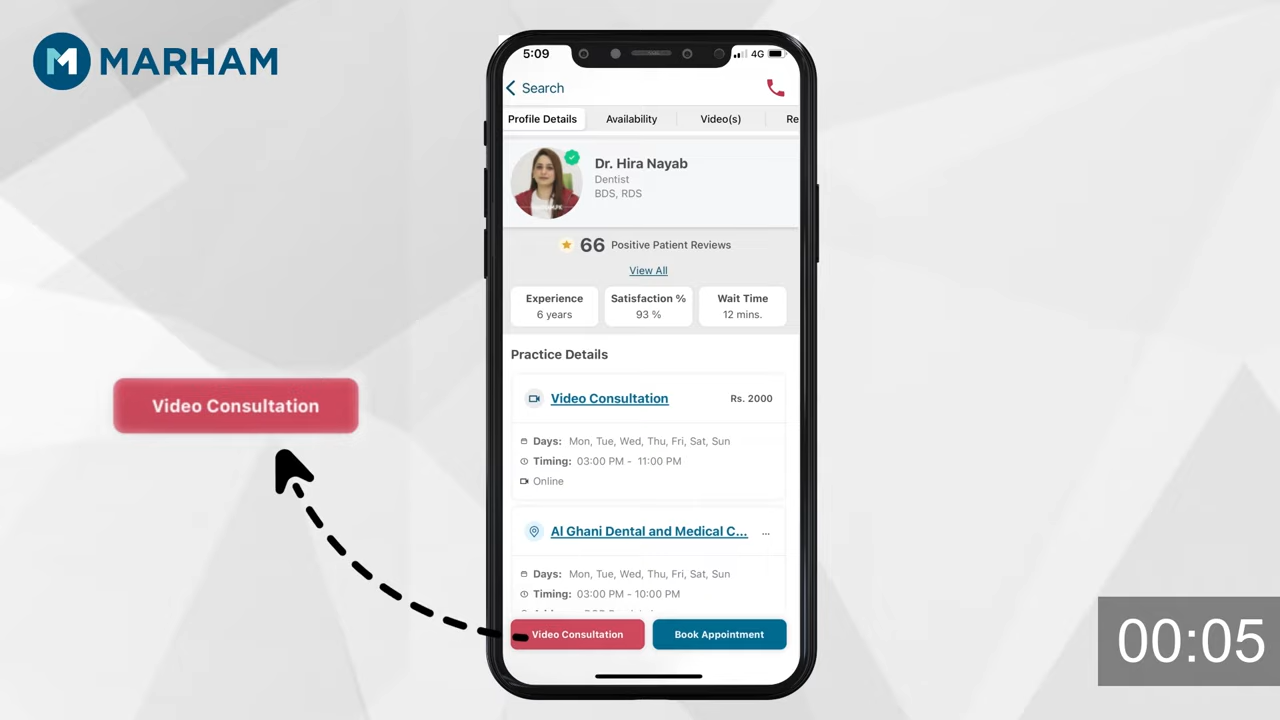 MARHAM
5:09
4G
Search
Profile Details Availability Video(s) Re
Dr. Hira Nayab
Dentist
BDS, RDS
66 Positive Patient Reviews
View All
Experience Satisfaction % Wait Time
6 years 93 % 12 mins.
Practice Details
Video Consultation Rs. 2000
Days: Mon, Tue, Wed, Thu, Fri, Sat, Sun
Timing: 03:00 PM - 11:00 PM
Online
Al Ghani Dental and Medical C... ...
Days: Mon, Tue, Wed, Thu, Fri, Sat, Sun
Timing: 03:00 PM - 10:00 PM
Video Consultation Book Appointment
Video Consultation
00:05